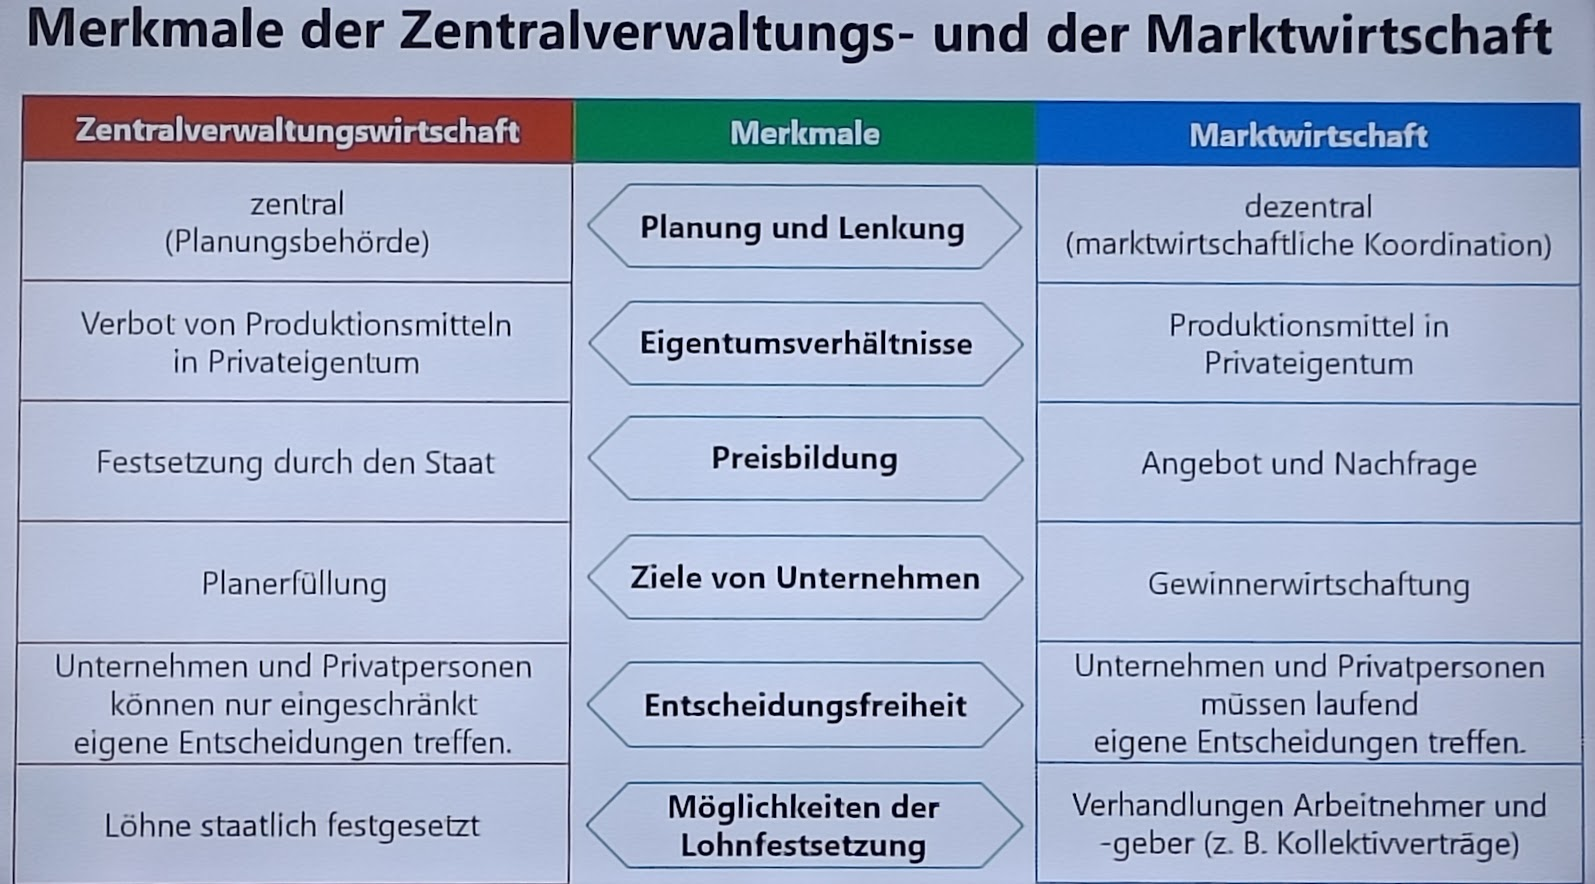 Merkmale der Zentralverwaltungs- und der Marktwirtschaft
Zentralverwaltungswirtschaft
Merkmale
Marktwirtschaft
zentral
(Planungsbehörde)
Planung und Lenkung
dezentral
(marktwirtschaftliche Koordination)
Verbot von Produktionsmitteln
in Privateigentum
Eigentumsverhältnisse
Produktionsmittel in
Privateigentum
Festsetzung durch den Staat
Preisbildung
Angebot und Nachfrage
Planerfüllung
Ziele von Unternehmen
Gewinnerwirtschaftung
Unternehmen und Privatpersonen
können nur eingeschränkt
eigene Entscheidungen treffen.
Entscheidungsfreiheit
Unternehmen und Privatpersonen
müssen laufend
eigene Entscheidungen treffen.
Löhne staatlich festgesetzt
Möglichkeiten der
Lohnfestsetzung
Verhandlungen Arbeitnehmer und
-geber (z. B. Kollektivverträge)